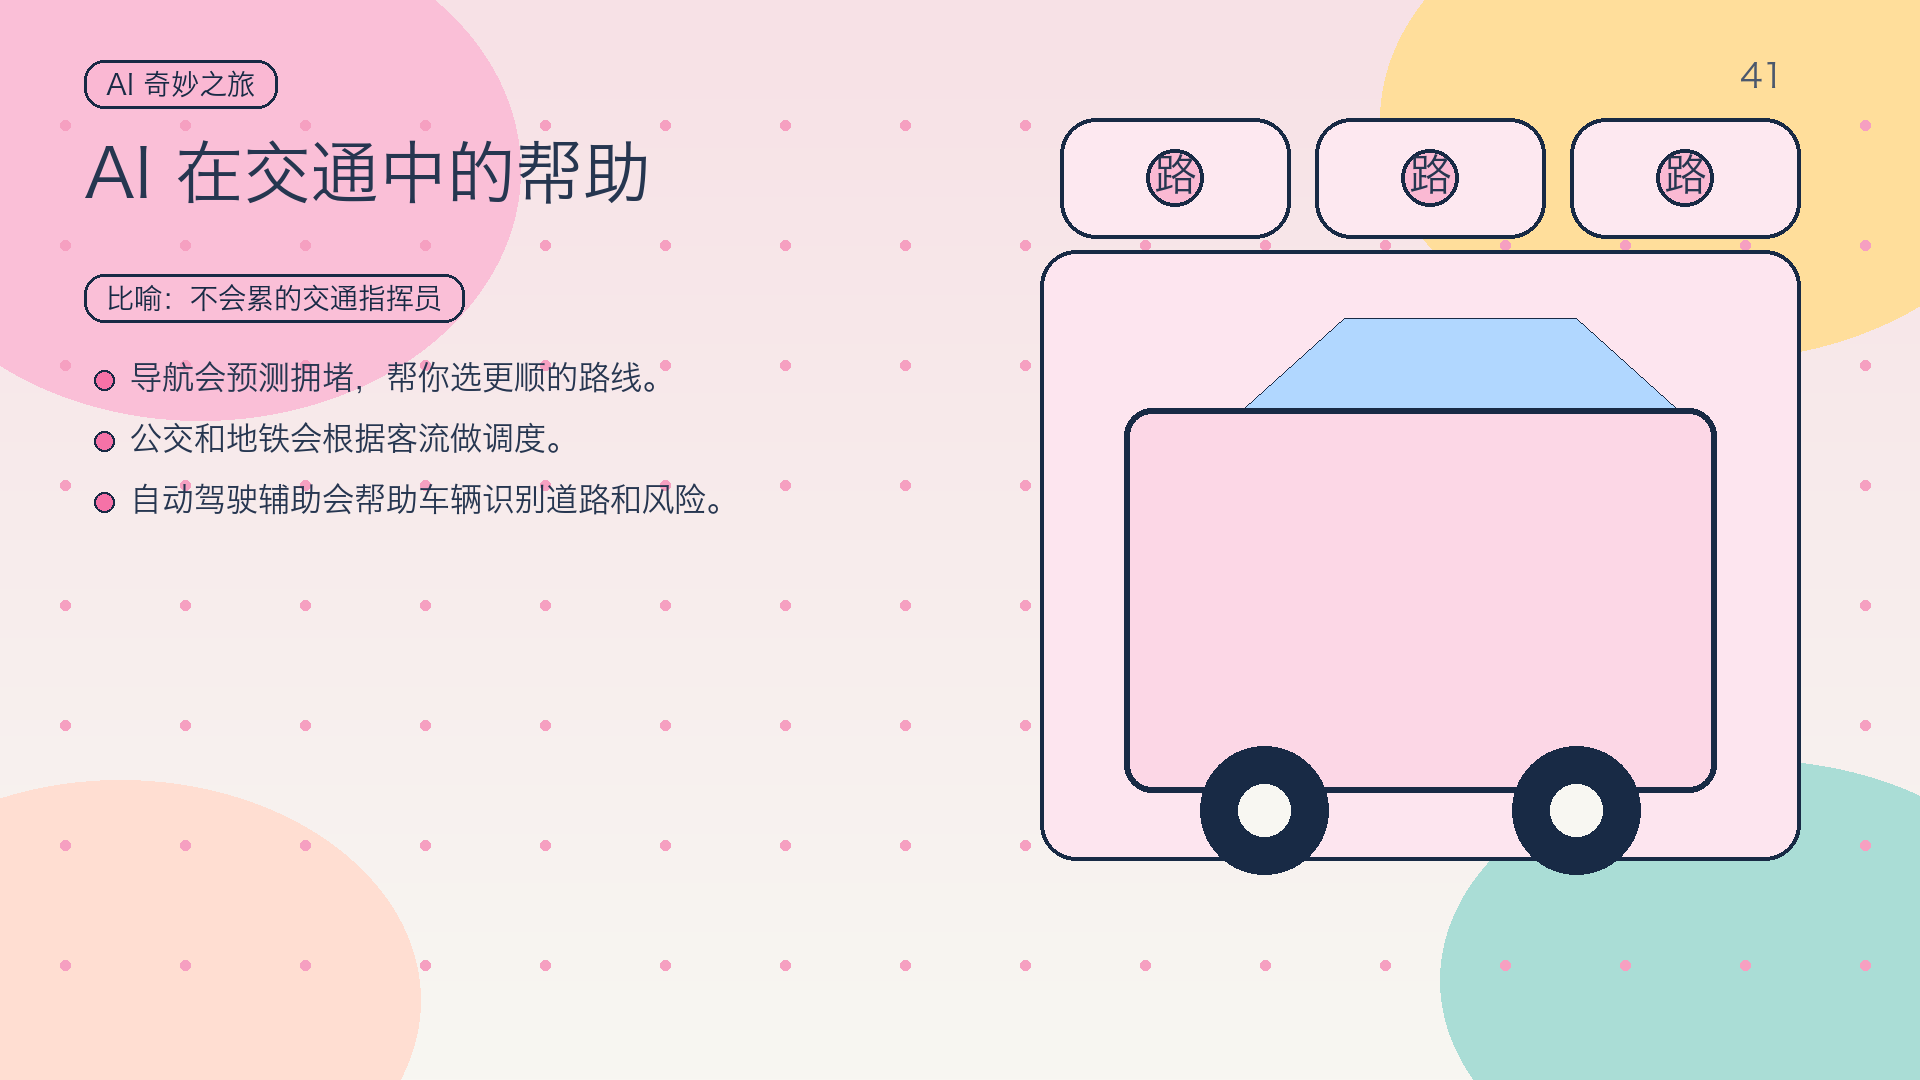 AI 奇妙之旅
41
AI 在交通中的帮助
路
路
路
比喻：不会累的交通指挥员
导航会预测拥堵，帮你选更顺的路线。
公交和地铁会根据客流做调度。
自动驾驶辅助会帮助车辆识别道路和风险。